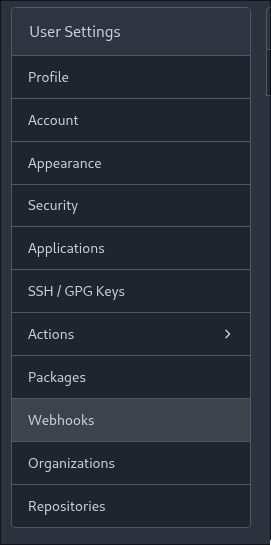 User Settings
Profile
Account
Appearance
Security
Applications
SSH / GPG Keys
Actions
Packages
Webhooks
Organizations
Repositories